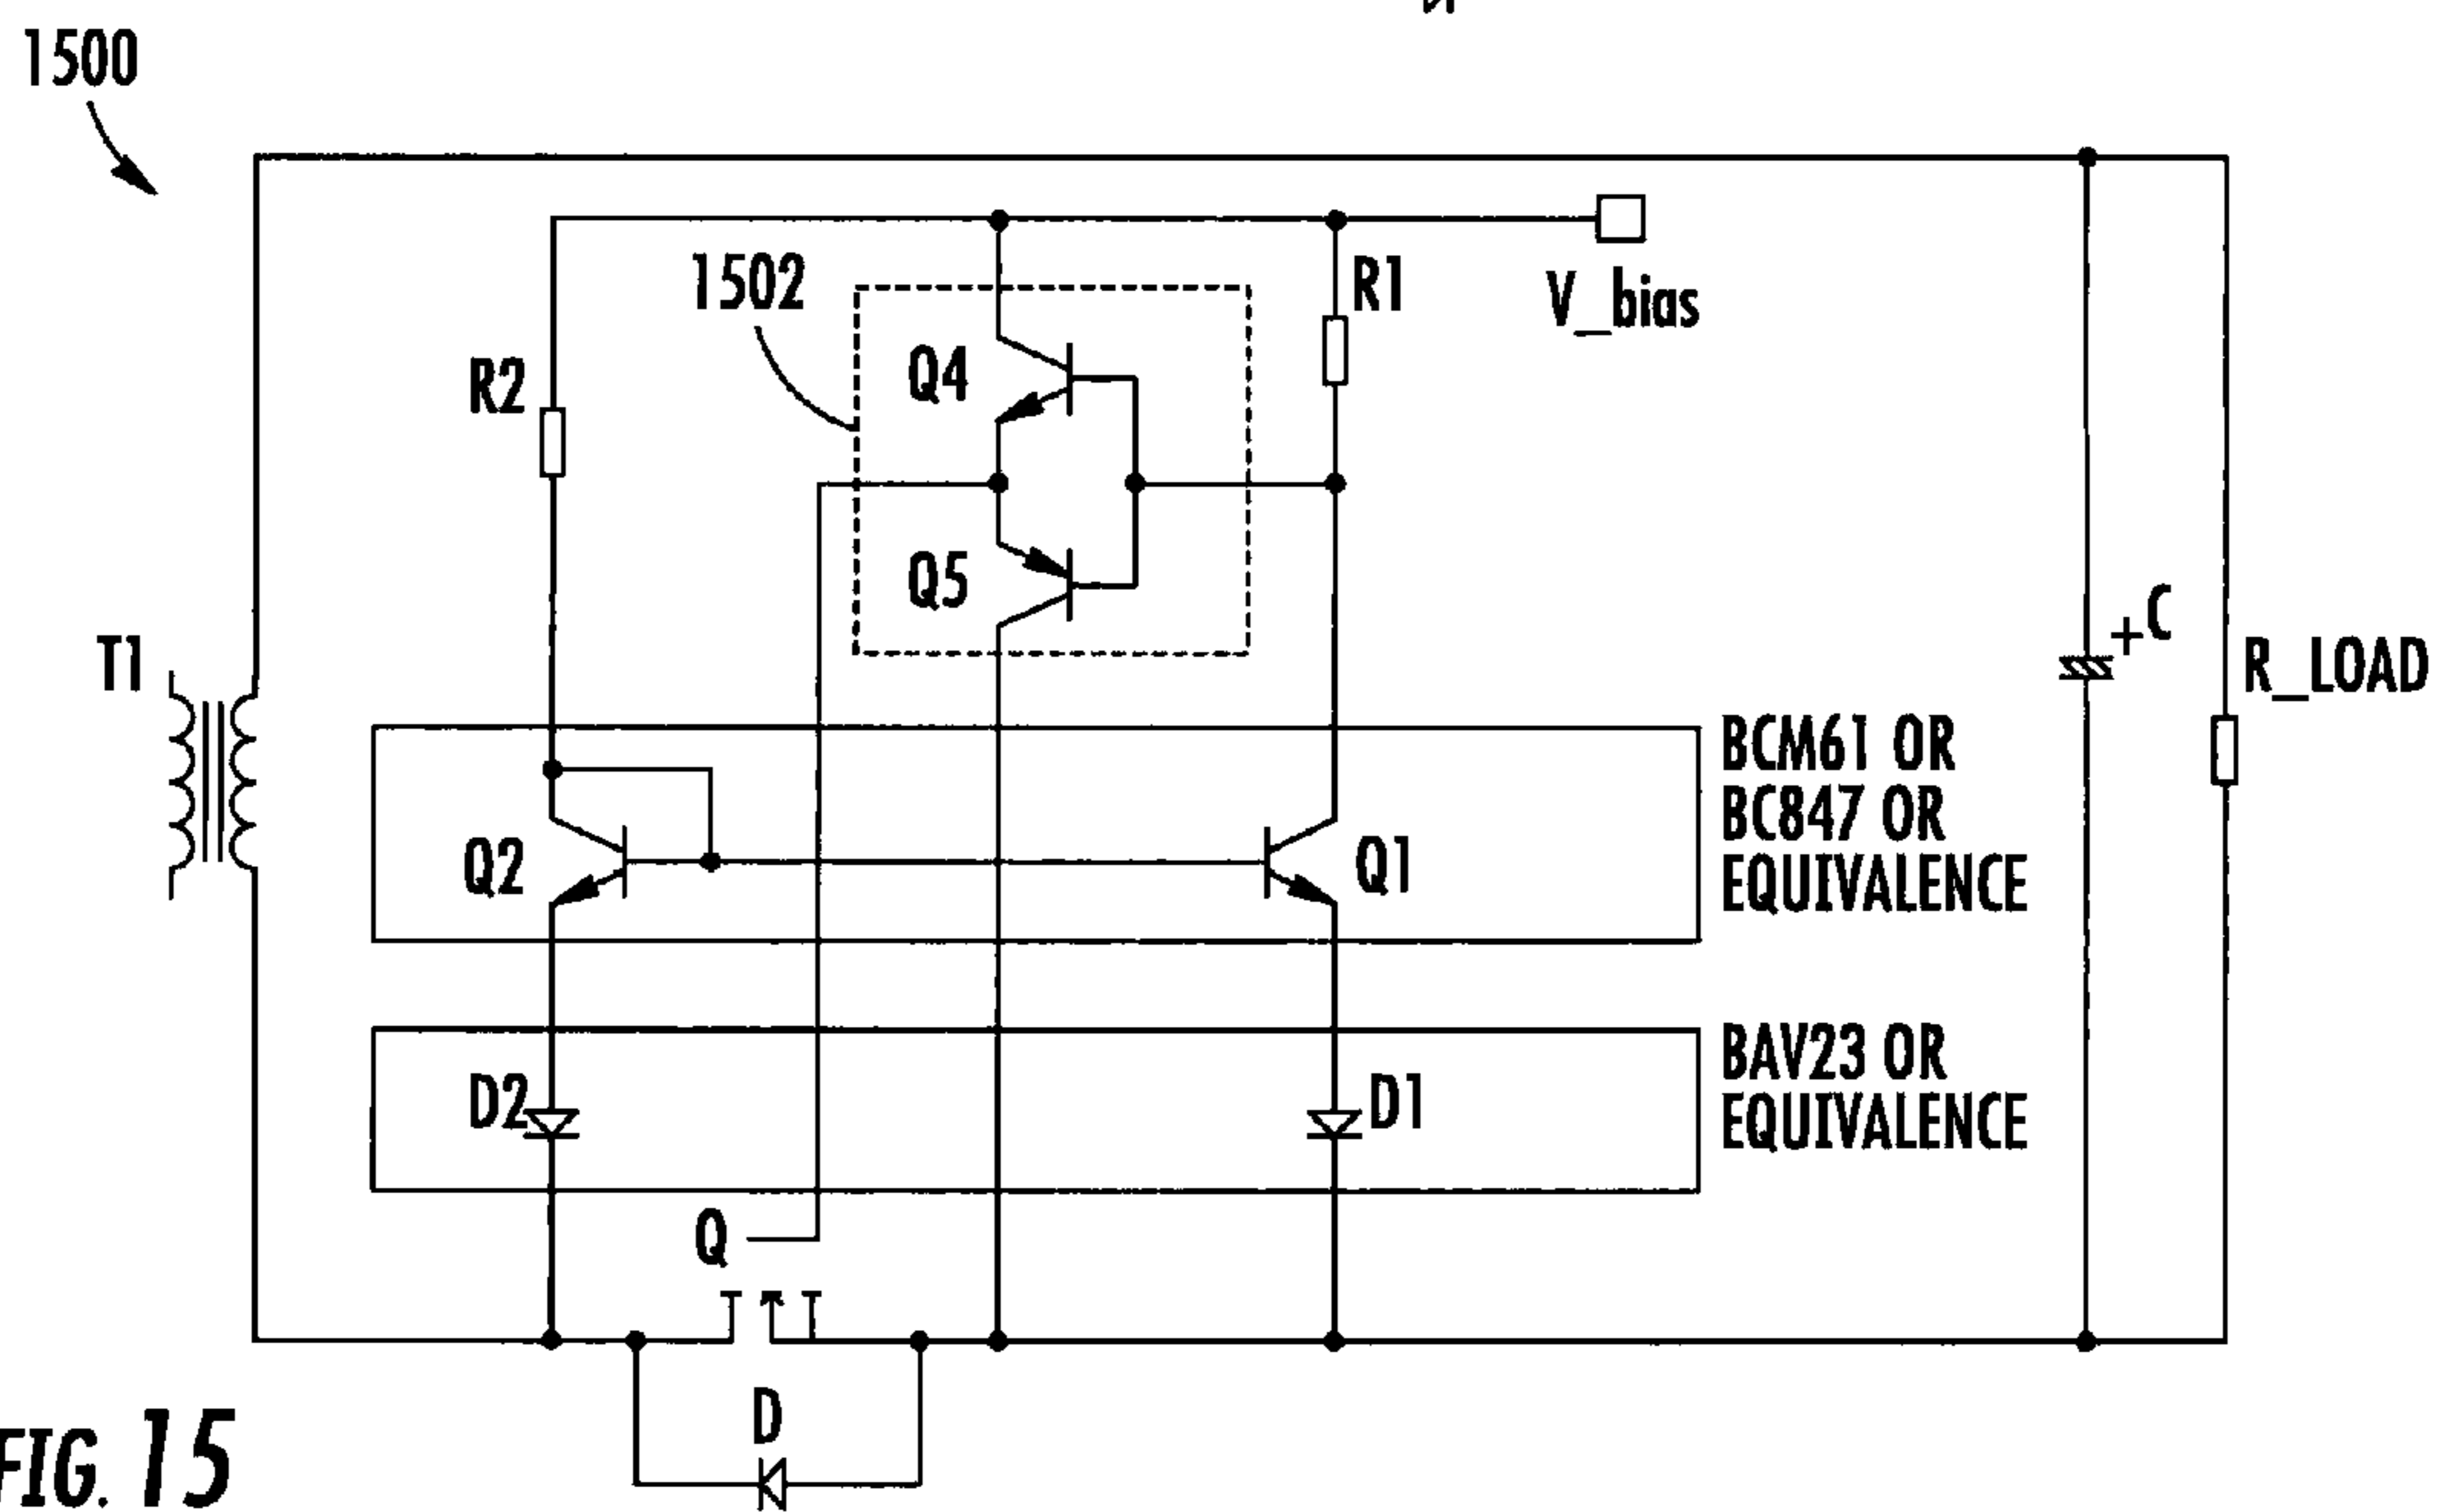 1500
1502
R1
V_bias
Q4
R2
Q5
T1
+C
R_LOAD
BCM61 OR
BC847 OR
EQUIVALENCE
Q2
Q1
BAV23 OR
EQUIVALENCE
D2
D1
Q
D
FIG. 15